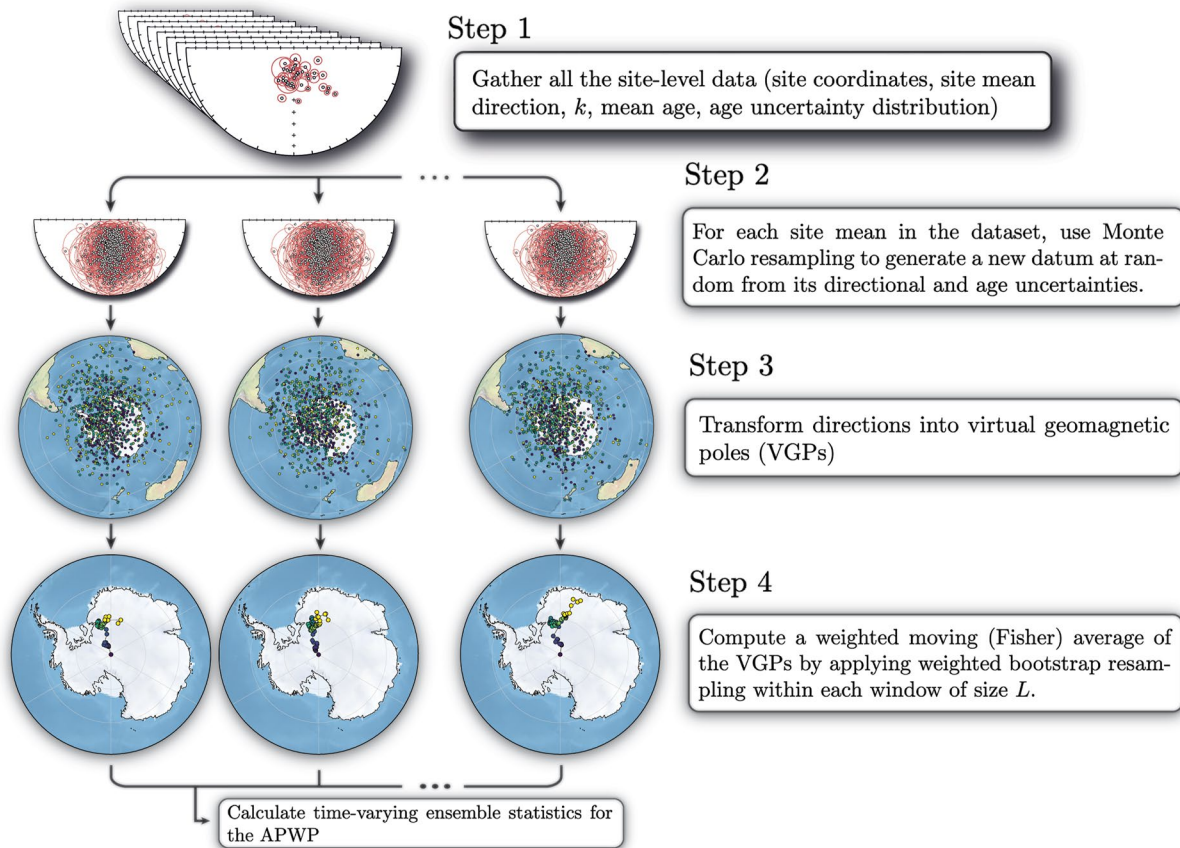 Step 1
Gather all the site-level data (site coordinates, site mean
direction, k, mean age, age uncertainty distribution)
Step 2
For each site mean in the dataset, use Monte
Carlo resampling to generate a new datum at ran-
dom from its directional and age uncertainties.
Step 3
Transform directions into virtual geomagnetic
poles (VGPs)
Step 4
Compute a weighted moving (Fisher) average of
the VGPs by applying weighted bootstrap resam-
pling within each window of size L.
Calculate time-varying ensemble statistics for
the APWP